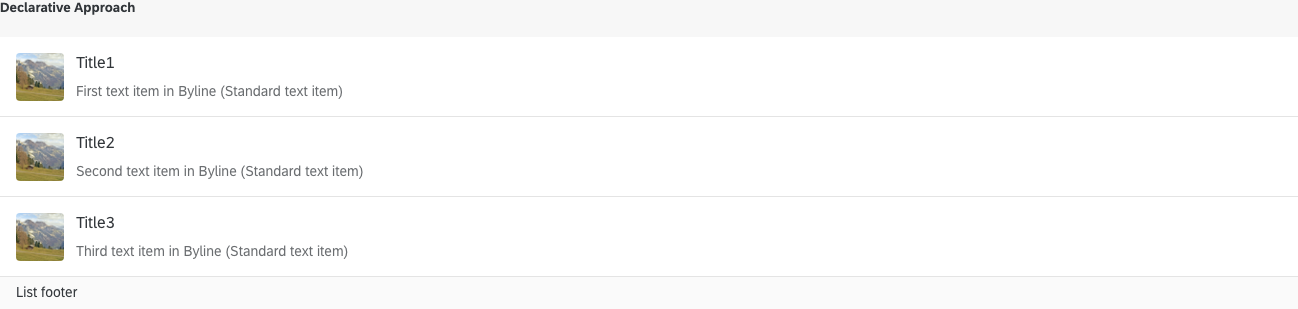 Declarative Approach
Title1
First text item in Byline (Standard text item)
Title2
Second text item in Byline (Standard text item)
Title3
Third text item in Byline (Standard text item)
List footer